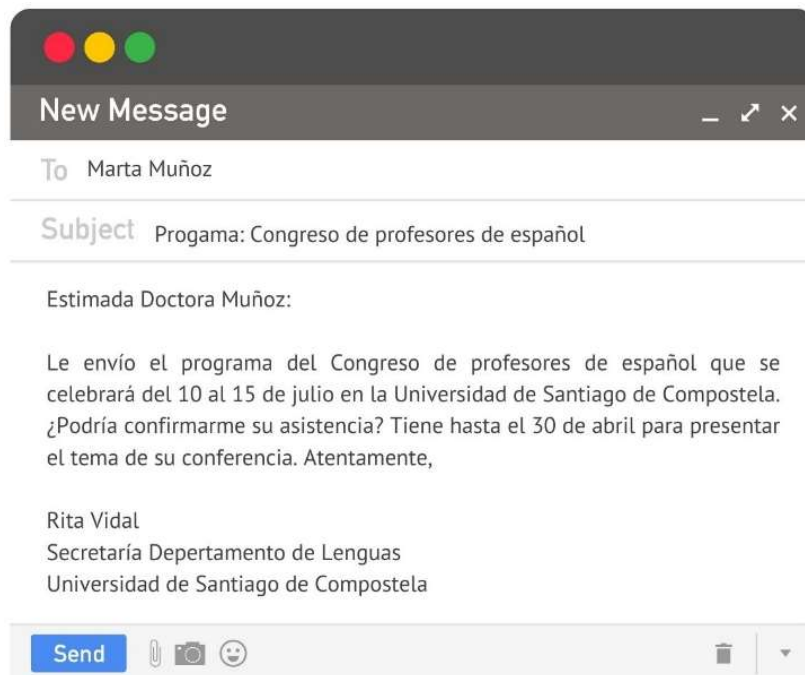 New Message
To Marta Muñoz
Subject Progama: Congreso de profesores de español
Estimada Doctora Muñoz:
Le envío el programa del Congreso de profesores de español que se
celebrará del 10 al 15 de julio en la Universidad de Santiago de Compostela.
¿Podría confirmarme su asistencia? Tiene hasta el 30 de abril para presentar
el tema de su conferencia. Atentamente,
Rita Vidal
Secretaría Depertamento de Lenguas
Universidad de Santiago de Compostela
Send